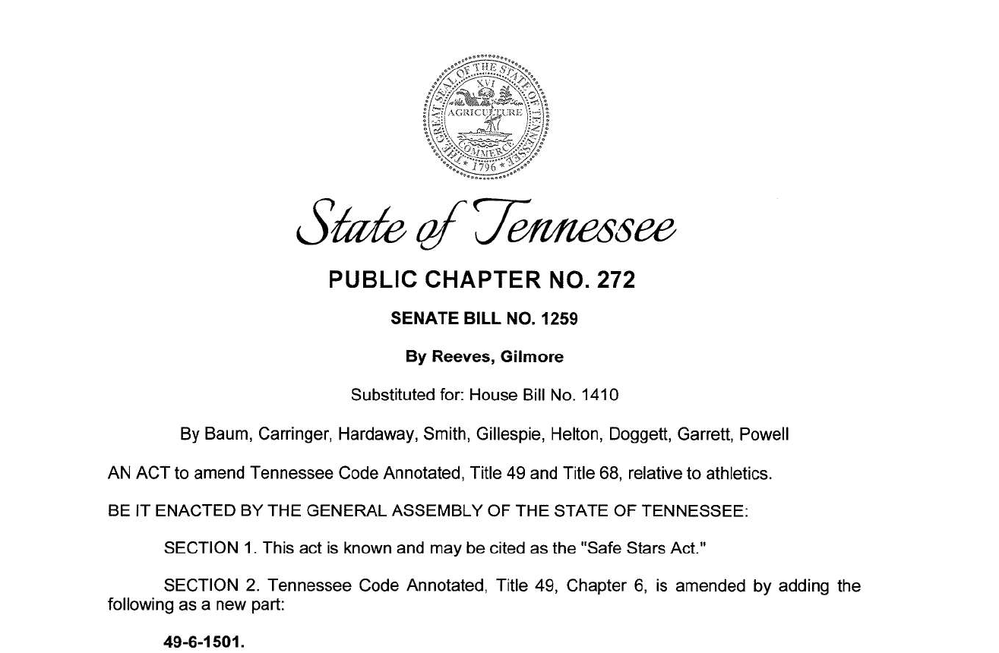 THE GREAT SEAL OF THE STATE OF TENNESSEE
XVI
AGRICULTURE
COMMERCE
* 1796 *
State of Tennessee
PUBLIC CHAPTER NO. 272
SENATE BILL NO. 1259
By Reeves, Gilmore
Substituted for: House Bill No. 1410
By Baum, Carringer, Hardaway, Smith, Gillespie, Helton, Doggett, Garrett, Powell
AN ACT to amend Tennessee Code Annotated, Title 49 and Title 68, relative to athletics.
BE IT ENACTED BY THE GENERAL ASSEMBLY OF THE STATE OF TENNESSEE:
SECTION 1. This act is known and may be cited as the "Safe Stars Act."
SECTION 2. Tennessee Code Annotated, Title 49, Chapter 6, is amended by adding the
following as a new part:
49-6-1501.